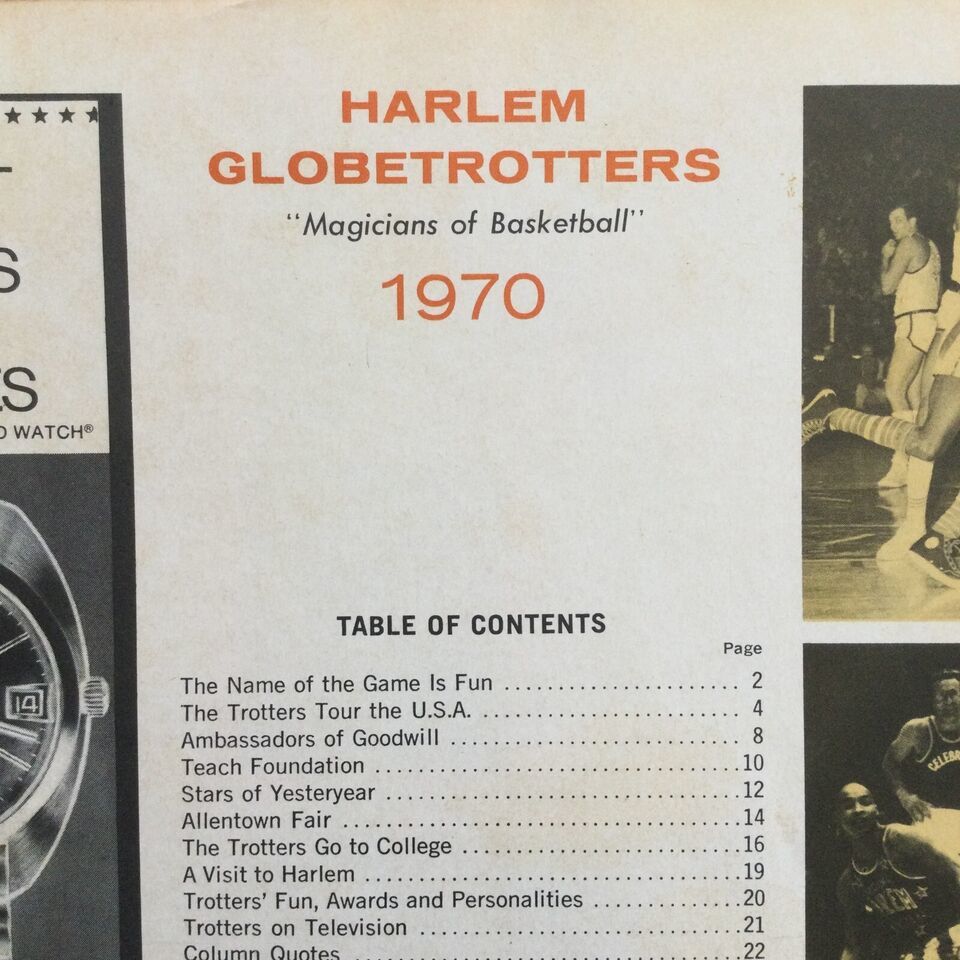 HARLEM
GLOBETROTTERS
"Magicians of Basketball"
1970
TABLE OF CONTENTS
Page
The Name of the Game Is Fun ........................ 2
The Trotters Tour the U.S.A. .......................... 4
Ambassadors of Goodwill ............................. 8
Teach Foundation .....................................10
Stars of Yesteryear ....................................12
Allentown Fair ........................................14
The Trotters Go to College ............................ 16
A Visit to Harlem ......................................19
Trotters' Fun, Awards and Personalities ...............20
Trotters on Television .................................21
Column Quotes .......................................22
S
WATCH®
14